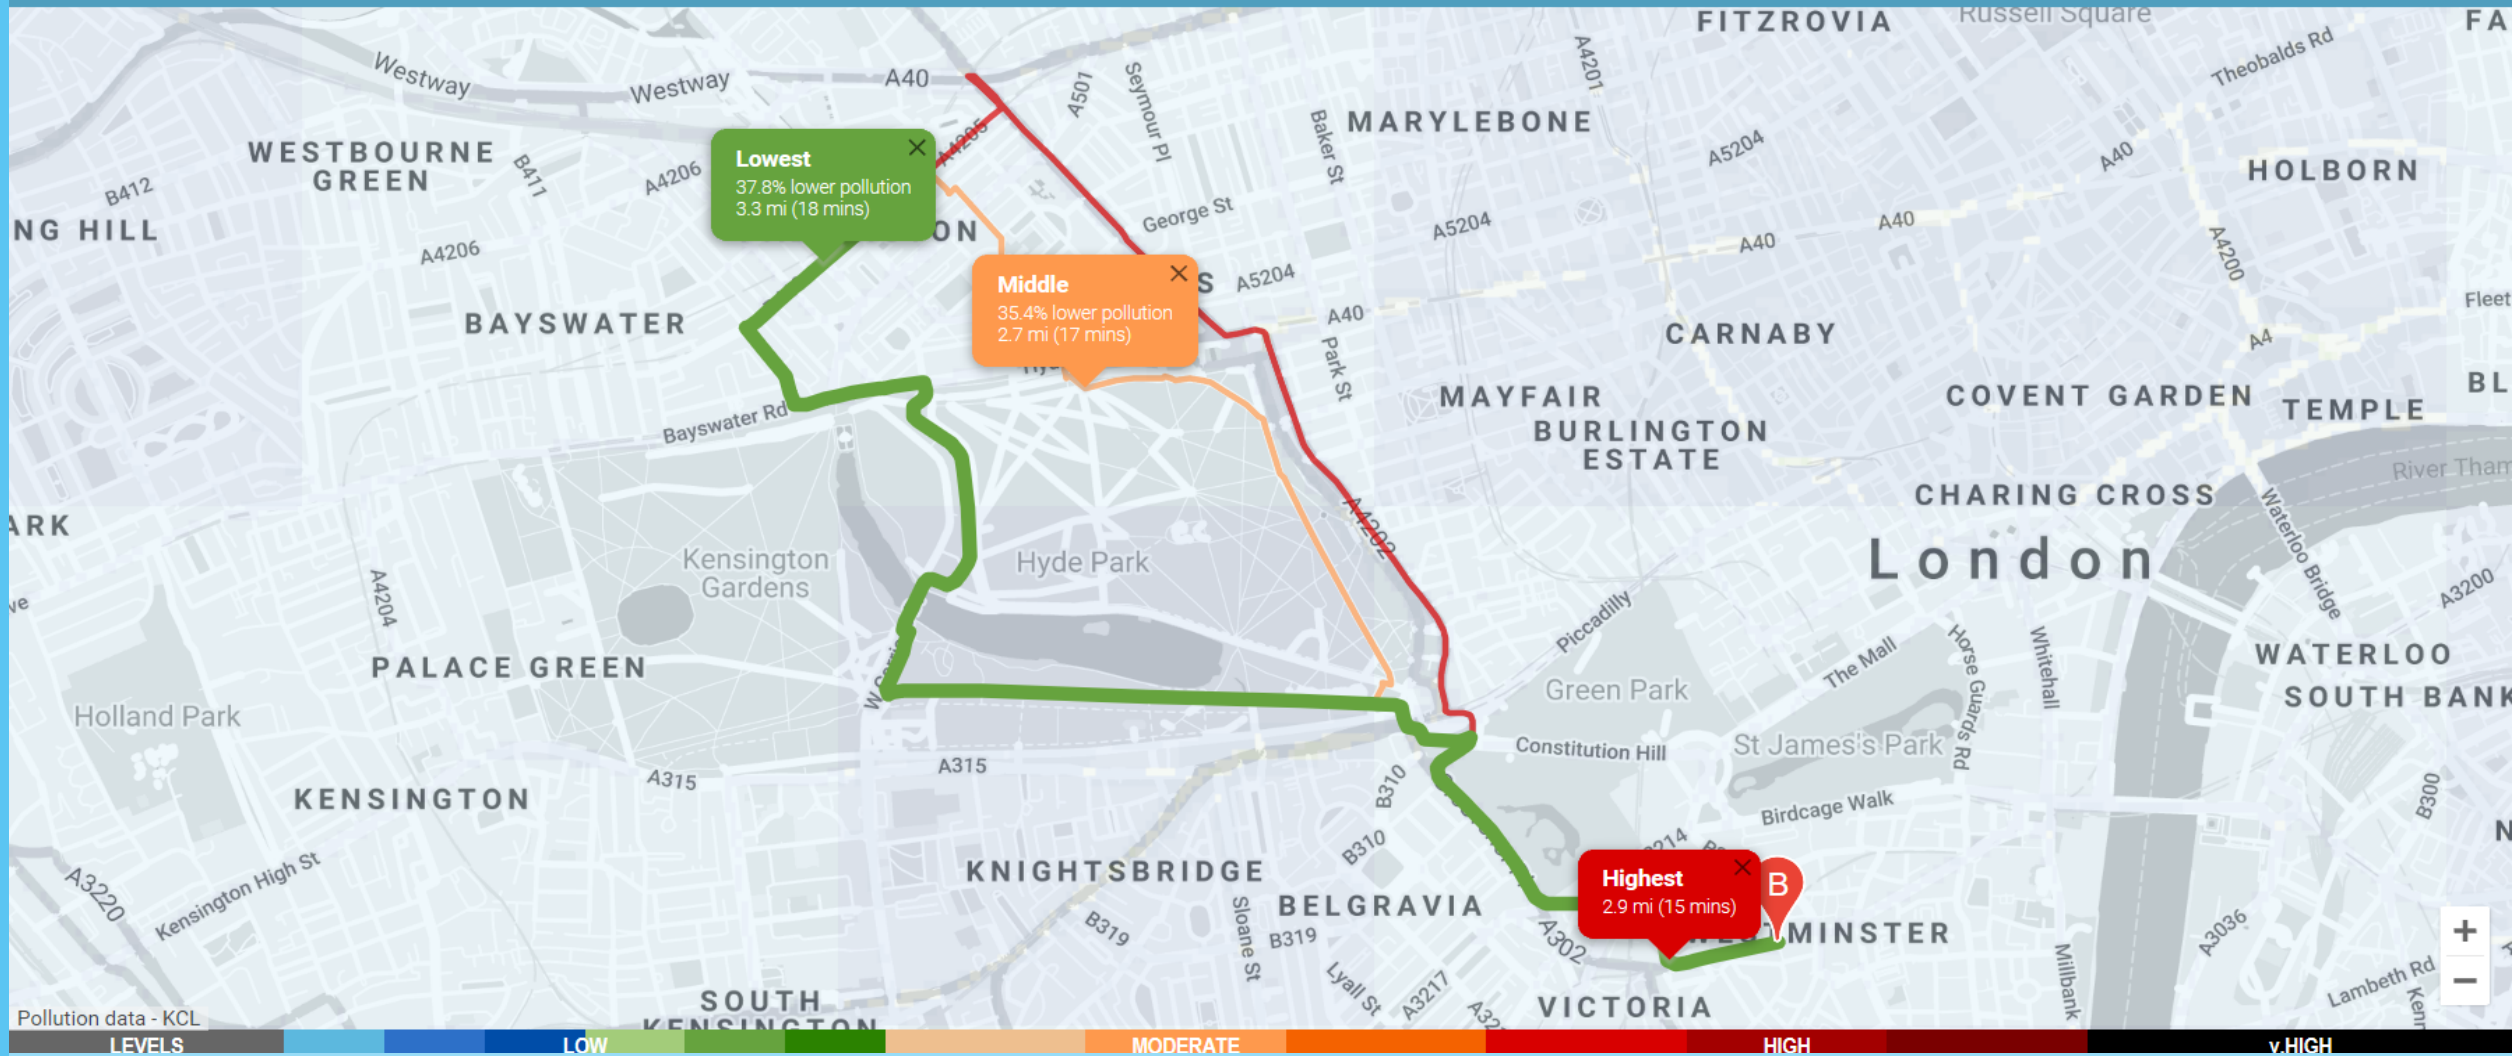 FITZROVIA
Russell Square
FA
Theobalds Rd
Westway
Westway
A40
A501
Seymour Pl
A4201
Baker St
MARYLEBONE
A5204
A40
HOLBORN
WESTBOURNE
GREEN
B411
A4206
B412
A4205
Lowest
37.8% lower pollution
3.3 mi (18 mins)
NG HILL
A4206
ON
George St
A5204
A40
A40
A4200
BAYSWATER
Middle
35.4% lower pollution
2.7 mi (17 mins)
S
A5204
A40
Park St
CARNABY
Fleet
A4
Bayswater Rd
MAYFAIR
BURLINGTON
ESTATE
COVENT GARDEN
TEMPLE
BL
River Tham
ARK
CHARING CROSS
London
Waterloo Bridge
Kensington
Gardens
Hyde Park
A4202
A4204
Piccadilly
A3200
PALACE GREEN
Holland Park
Green Park
The Mall
Horse Guards Rd
Whitehall
WATERLOO
SOUTH BANK
Constitution Hill
St James's Park
A315
A315
KENSINGTON
B310
Birdcage Walk
B300
N
KNIGHTSBRIDGE
B310
Kensington High St
A3220
BELGRAVIA
Highest
2.9 mi (15 mins)
B
MINSTER
B319
Sloane St
B319
A302
A3036
Lyall St
A3217
Millbank
Lambeth Rd
SOUTH
KENSINGTON
VICTORIA
Pollution data - KCL
LEVELS
LOW
MODERATE
HIGH
v.HIGH